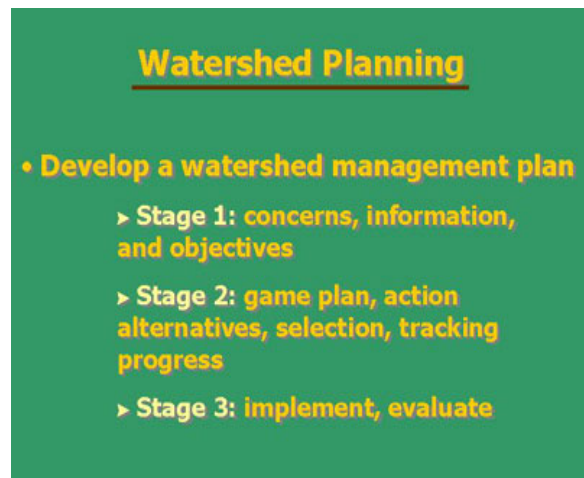 Watershed Planning
• Develop a watershed management plan
➤ Stage 1: concerns, information,
and objectives
➤ Stage 2: game plan, action
alternatives, selection, tracking
progress
➤ Stage 3: implement, evaluate